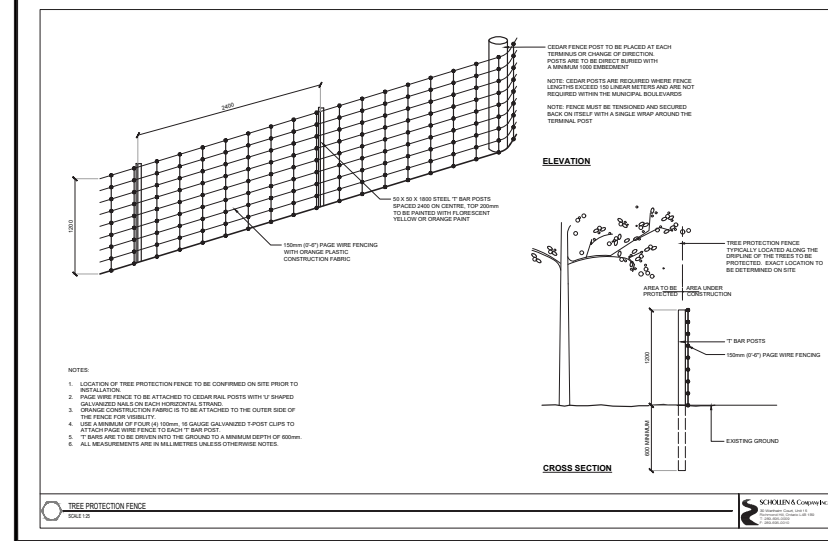 CEDAR FENCE POST TO BE PLACED AT EACH
TERMINUS OR CHANGE OF DIRECTION.
POSTS ARE TO BE DIRECT BURIED WITH
A MINIMUM 1000 EMBEDMENT
NOTE: CEDAR POSTS ARE REQUIRED WHERE FENCE
LENGTHS EXCEED 150 LINEAR METERS AND ARE NOT
REQUIRED WITHIN THE MUNICIPAL BOULEVARDS
NOTE: FENCE MUST BE TENSIONED AND SECURED
BACK ON ITSELF WITH A SINGLE WRAP AROUND THE
TERMINAL POST
2400
ELEVATION
1200
50 X 50 X 1800 STEEL 'T' BAR POSTS
SPACED 2400 ON CENTRE, TOP 200mm
TO BE PAINTED WITH FLORESCENT
YELLOW OR ORANGE PAINT
150mm (0'-6") PAGE WIRE FENCING
WITH ORANGE PLASTIC
CONSTRUCTION FABRIC
TREE PROTECTION FENCE
TYPICALLY LOCATED ALONG THE
DRIPLINE OF THE TREES TO BE
PROTECTED. EXACT LOCATION TO
BE DETERMINED ON SITE
AREA TO BE PROTECTED
AREA UNDER CONSTRUCTION
1200
'T' BAR POSTS
150mm (0'-6") PAGE WIRE FENCING
600 MINIMUM
EXISTING GROUND
CROSS SECTION
NOTES:
1. LOCATION OF TREE PROTECTION FENCE TO BE CONFIRMED ON SITE PRIOR TO
INSTALLATION.
2. PAGE WIRE FENCE TO BE ATTACHED TO CEDAR RAIL POSTS WITH 'U' SHAPED
GALVANIZED NAILS ON EACH HORIZONTAL STRAND.
3. ORANGE CONSTRUCTION FABRIC IS TO BE ATTACHED TO THE OUTER SIDE OF
THE FENCE FOR VISIBILITY.
4. USE A MINIMUM OF FOUR (4) 100mm, 16 GAUGE GALVANIZED T-POST CLIPS TO
ATTACH PAGE WIRE FENCE TO EACH 'T' BAR POST.
5. 'T' BARS ARE TO BE DRIVEN INTO THE GROUND TO A MINIMUM DEPTH OF 600mm.
6. ALL MEASUREMENTS ARE IN MILLIMETRES UNLESS OTHERWISE NOTES.
TREE PROTECTION FENCE
SCALE 1:25
SCHOLLEN & Company Inc.